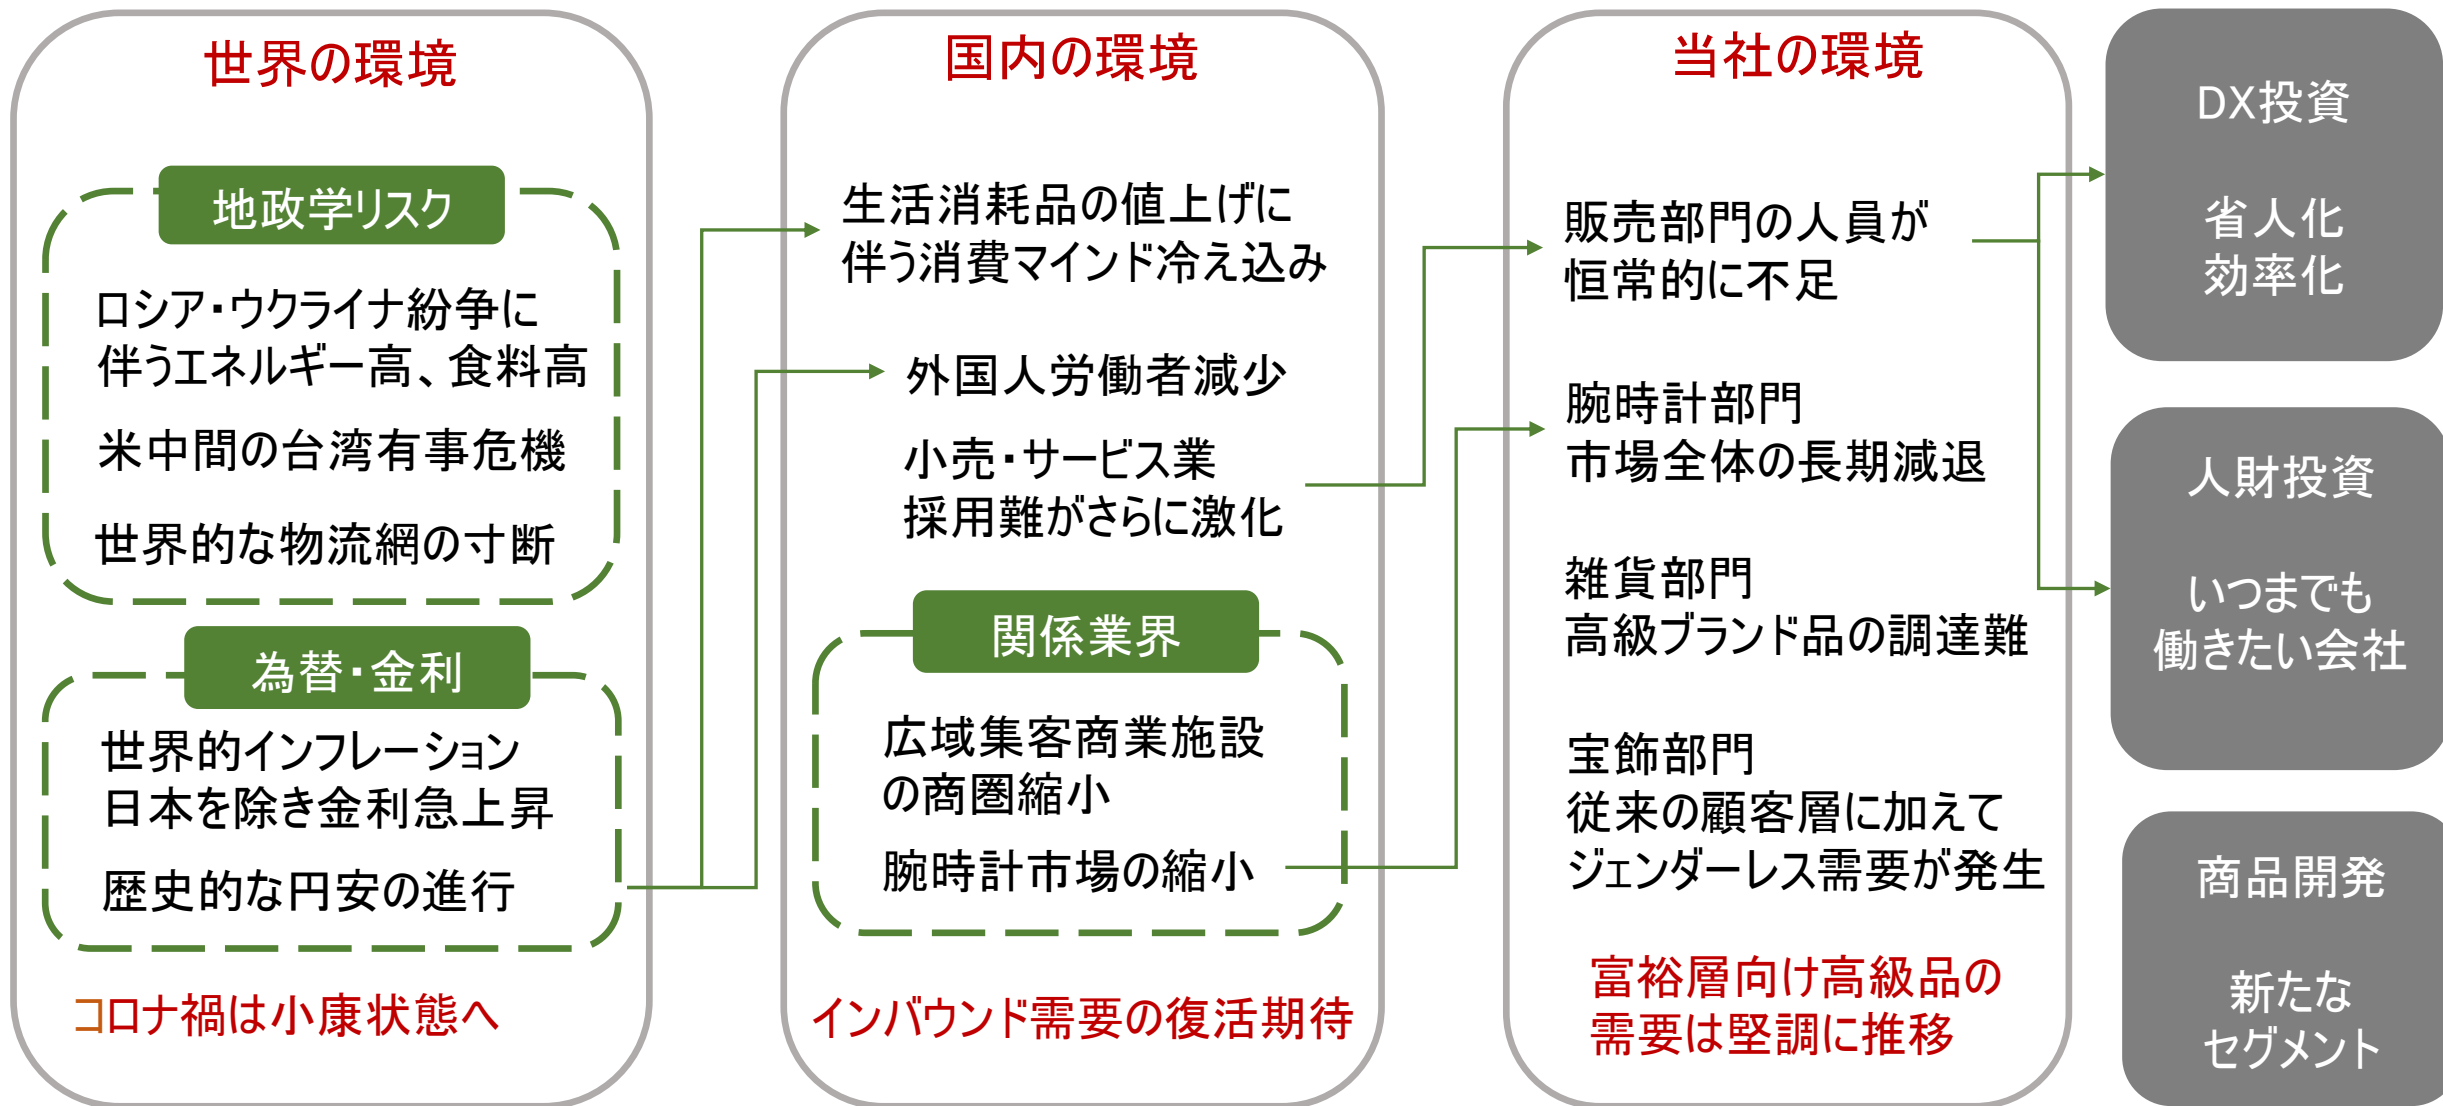 世界の環境
地政学リスク
ロシア・ウクライナ紛争に
伴うエネルギー高、食料高
米中間の台湾有事危機
世界的な物流網の寸断
為替・金利
世界的インフレーション
日本を除き金利急上昇
歴史的な円安の進行
コロナ禍は小康状態へ
国内の環境
生活消耗品の値上げに
伴う消費マインド冷え込み
外国人労働者減少
小売・サービス業
採用難がさらに激化
関係業界
広域集客商業施設
の商圏縮小
腕時計市場の縮小
インバウンド需要の復活期待
当社の環境
販売部門の人員が
恒常的に不足
腕時計部門
市場全体の長期減退
雑貨部門
高級ブランド品の調達難
宝飾部門
従来の顧客層に加えて
ジェンダーレス需要が発生
富裕層向け高級品の
需要は堅調に推移
DX投資
省人化
効率化
人財投資
いつまでも
働きたい会社
商品開発
新たな
セグメント